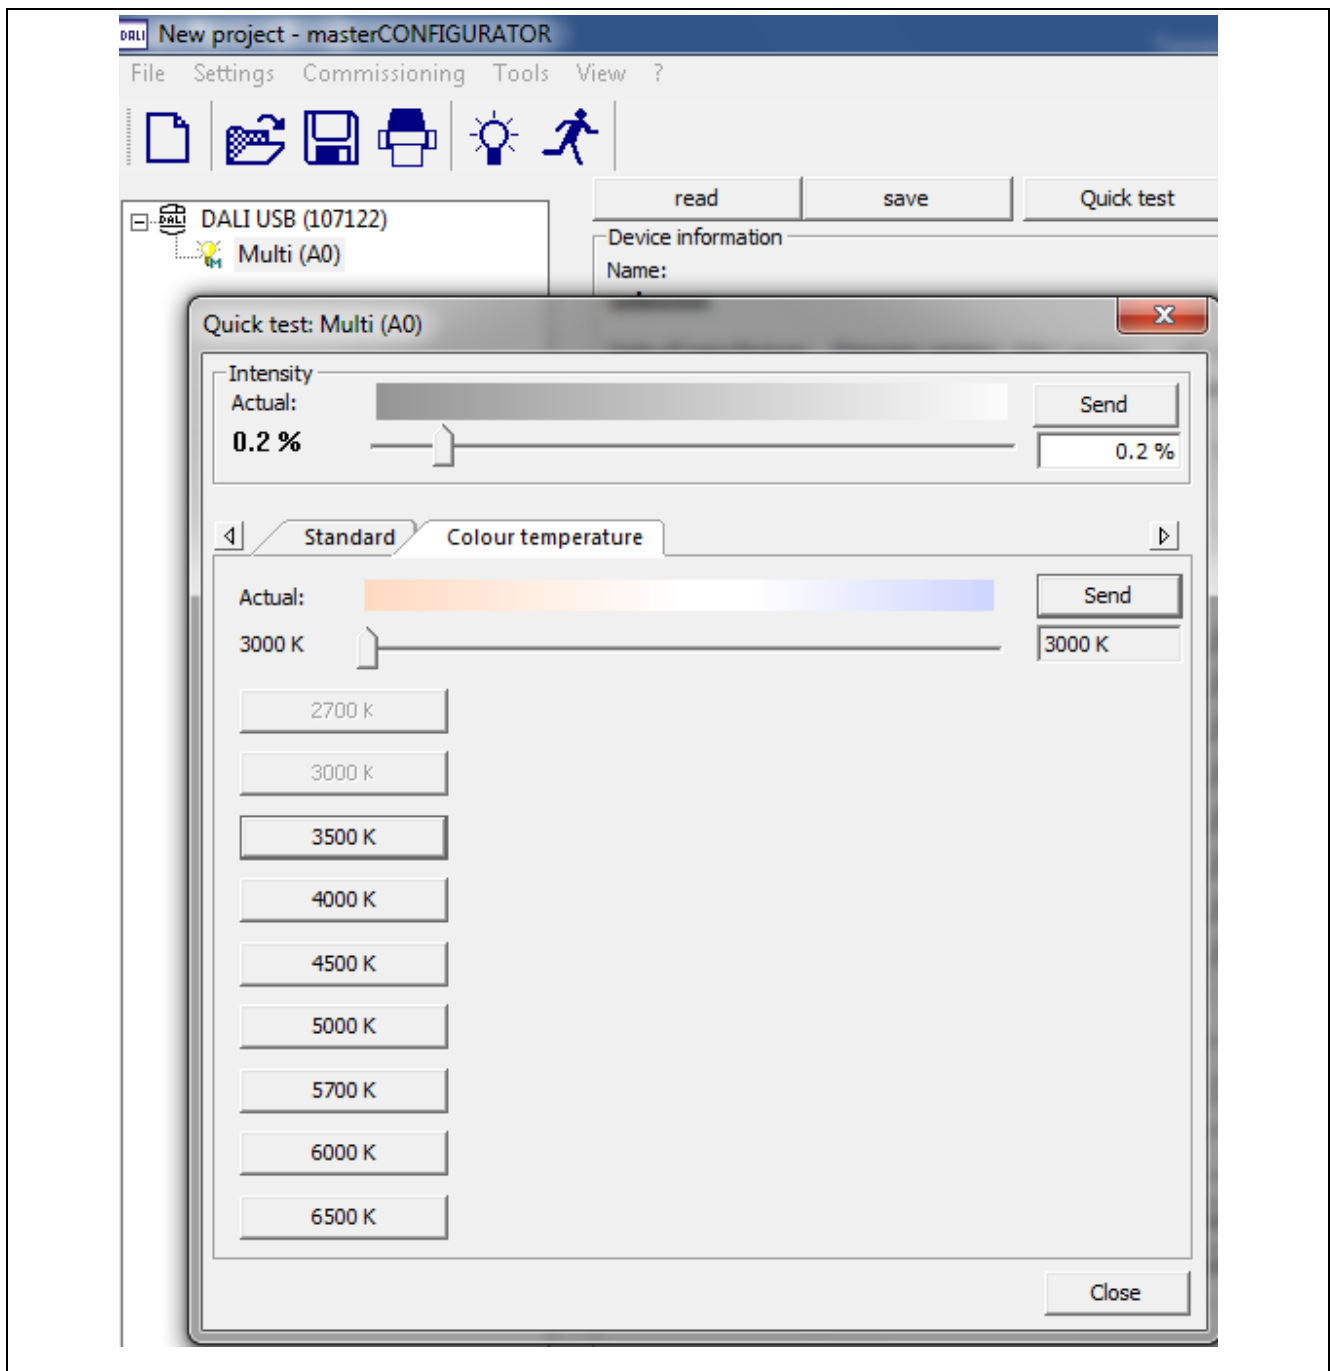 DALI New project - masterCONFIGURATOR
File Settings Commissioning Tools View ?
read save Quick test
DALI DALI USB (107122)
Multi (A0)
Device information
Name:
Quick test: Multi (A0)
Intensity
Actual:
Send
0.2 %
0.2 %
Standard Colour temperature
Actual:
Send
3000 K
3000 K
2700 K
3000 K
3500 K
4000 K
4500 K
5000 K
5700 K
6000 K
6500 K
Close